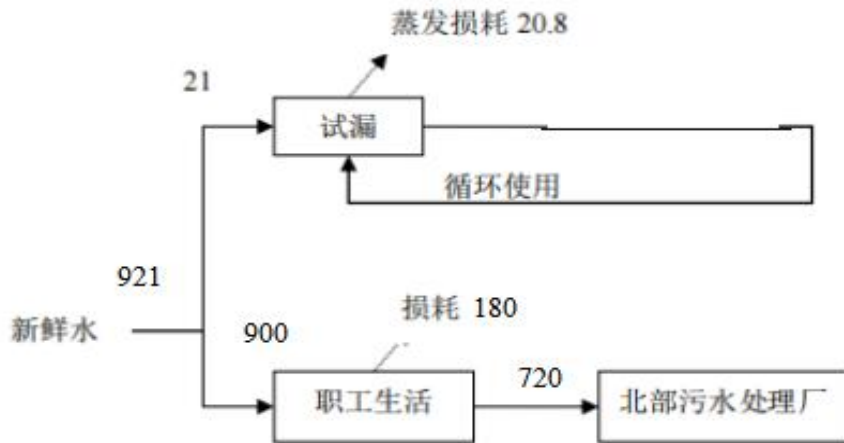 蒸发损耗 20.8
21
试漏
循环使用
921
损耗 180
新鲜水
900
720
职工生活
北部污水处理厂